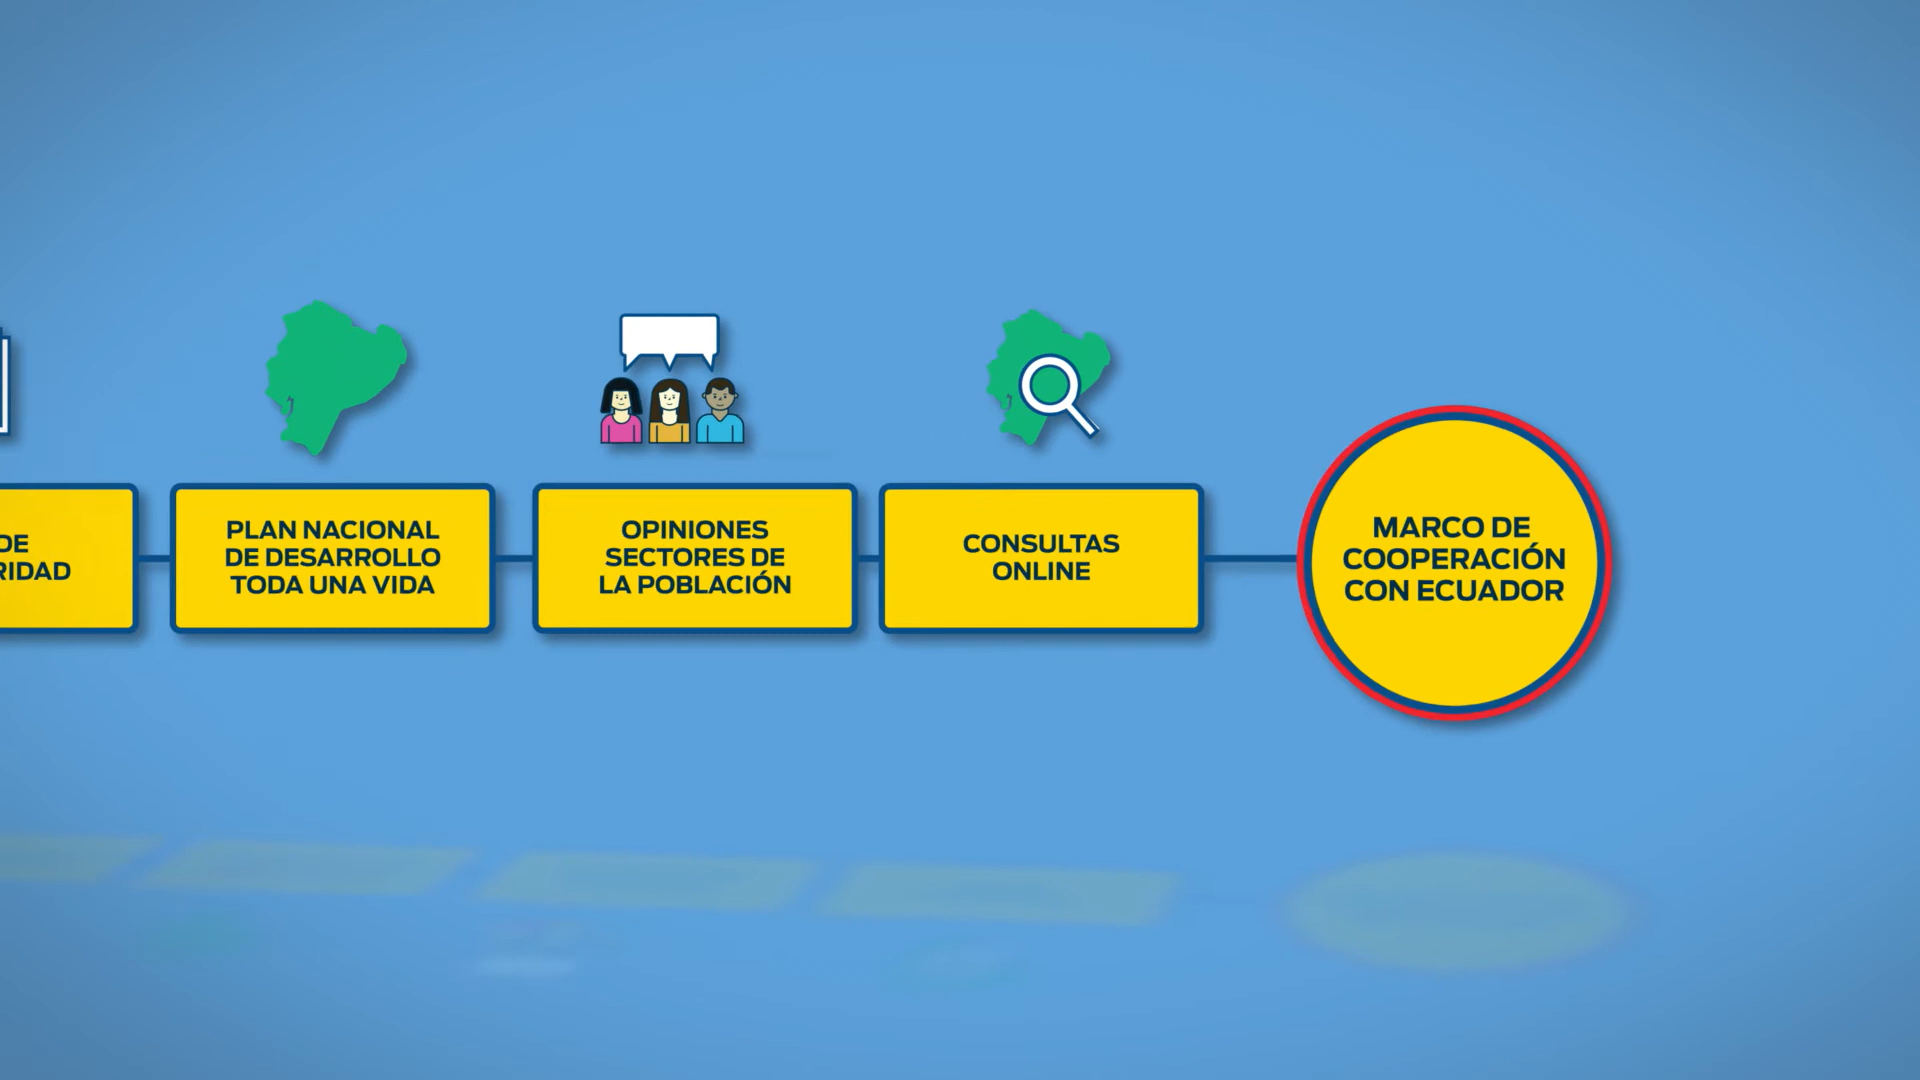 DE
PLAN NACIONAL
DE DESARROLLO
TODA UNA VIDA
OPINIONES
SECTORES DE
LA POBLACIÓN
CONSULTAS
ONLINE
MARCO DE
COOPERACIÓN
CON ECUADOR